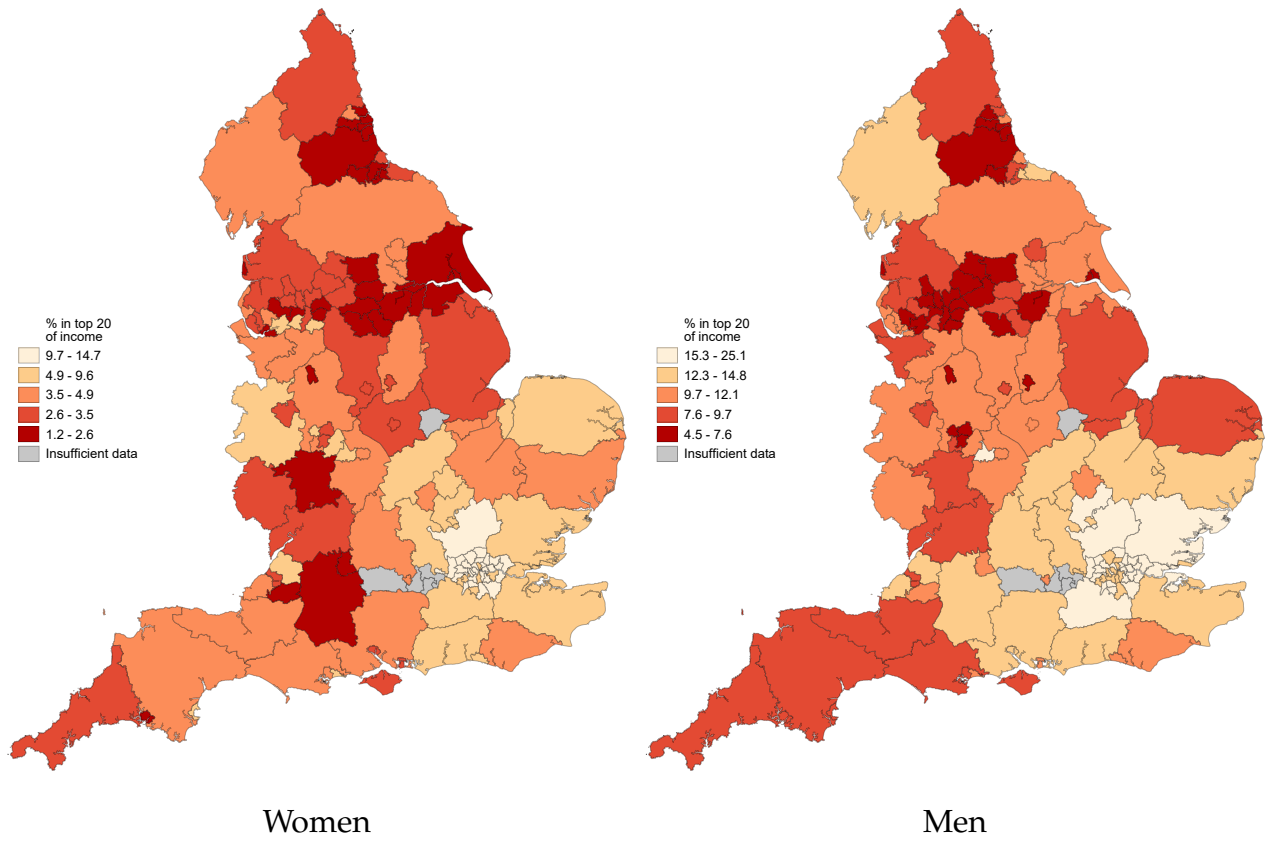 % in top 20
of income
9.7 - 14.7
4.9 - 9.6
3.5 - 4.9
2.6 - 3.5
1.2 - 2.6
Insufficient data
% in top 20
of income
15.3 - 25.1
12.3 - 14.8
9.7 - 12.1
7.6 - 9.7
4.5 - 7.6
Insufficient data
Women
Men